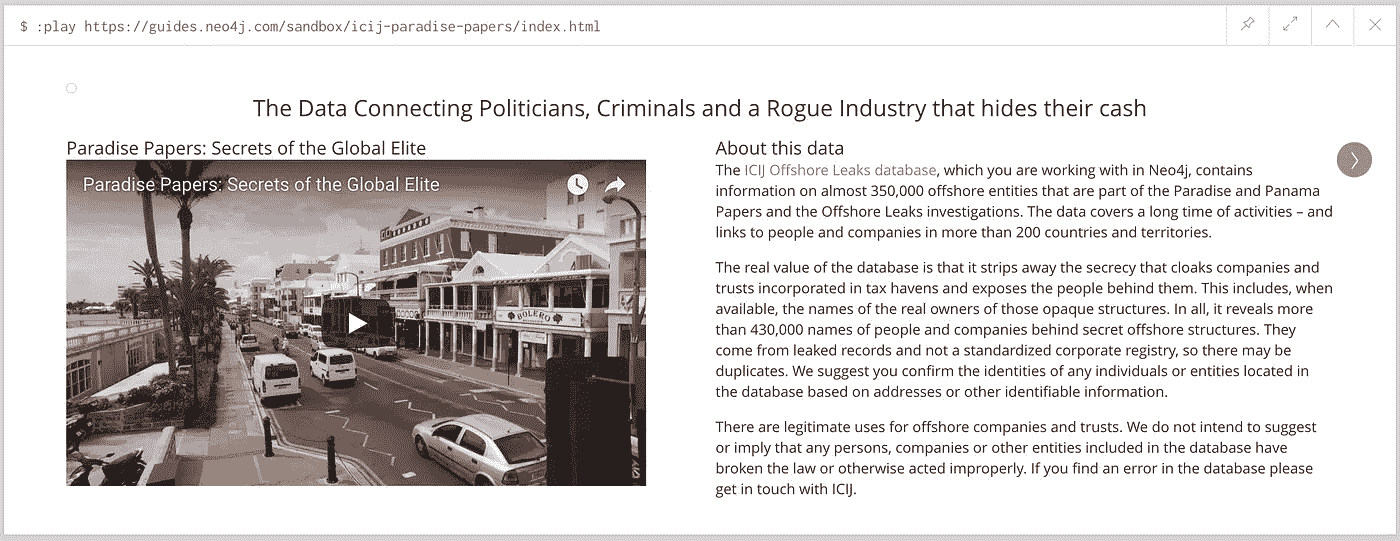 $ :play https://guides.neo4j.com/sandbox/icij-paradise-papers/index.html
The Data Connecting Politicians, Criminals and a Rogue Industry that hides their cash
Paradise Papers: Secrets of the Global Elite
Paradise Papers: Secrets of the Global Elite
BOLERO
About this data
The ICIJ Offshore Leaks database, which you are working with in Neo4j, contains
information on almost 350,000 offshore entities that are part of the Paradise and Panama
Papers and the Offshore Leaks investigations. The data covers a long time of activities – and
links to people and companies in more than 200 countries and territories.
The real value of the database is that it strips away the secrecy that cloaks companies and
trusts incorporated in tax havens and exposes the people behind them. This includes, when
available, the names of the real owners of those opaque structures. In all, it reveals more
than 430,000 names of people and companies behind secret offshore structures. They
come from leaked records and not a standardized corporate registry, so there may be
duplicates. We suggest you confirm the identities of any individuals or entities located in
the database based on addresses or other identifiable information.
There are legitimate uses for offshore companies and trusts. We do not intend to suggest
or imply that any persons, companies or other entities included in the database have
broken the law or otherwise acted improperly. If you find an error in the database please
get in touch with ICIJ.